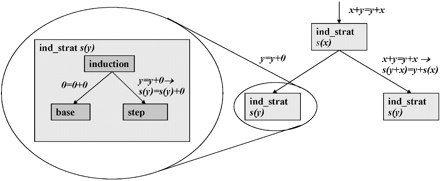 ind_strat s(y)
induction
0=0+0
y=y+0→
s(y)=s(y)+0
base
step
x+y=y+x
ind_strat
s(x)
y=y+0
x+y=y+x →
s(y+x)=y+s(x)
ind_strat
s(y)
ind_strat
s(y)